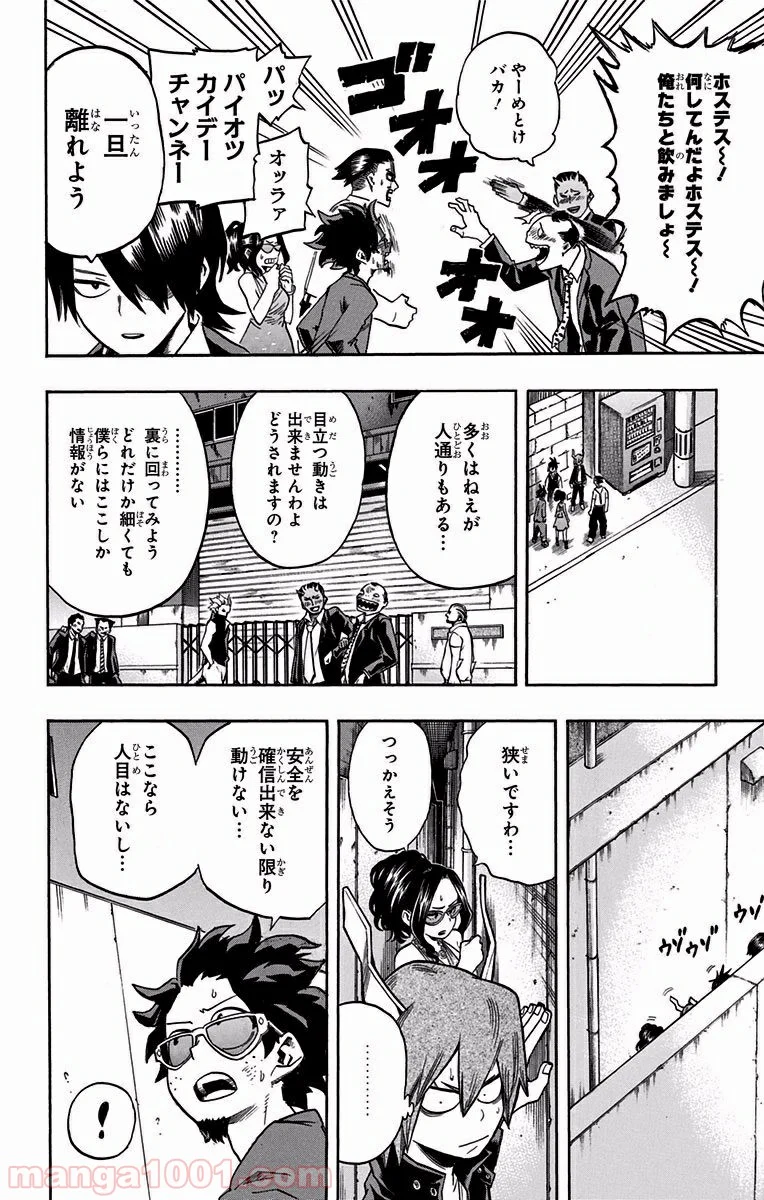 ホステス〜！
何してんだよホステス〜！
俺たちと飲みましょ〜
やーめとけ
バカ！
ゴオオ
オオ
パッ
パイオツ
カイデー
チャンネー
オッラァ
一旦
離れよう
多くはねえが
人通りもある…
目立つ動きは
出来ませんわよ
どうされますの？
…………
裏に回ってみよう
どれだけか細くても
僕らにはここしか
情報がない
ウゾ
ウゾ
ウゾ
狭いですわ…
つっかえそう
………
安全を
確信出来ない限り
動けない…
ここなら
人目はないし…
！
manga1001.com